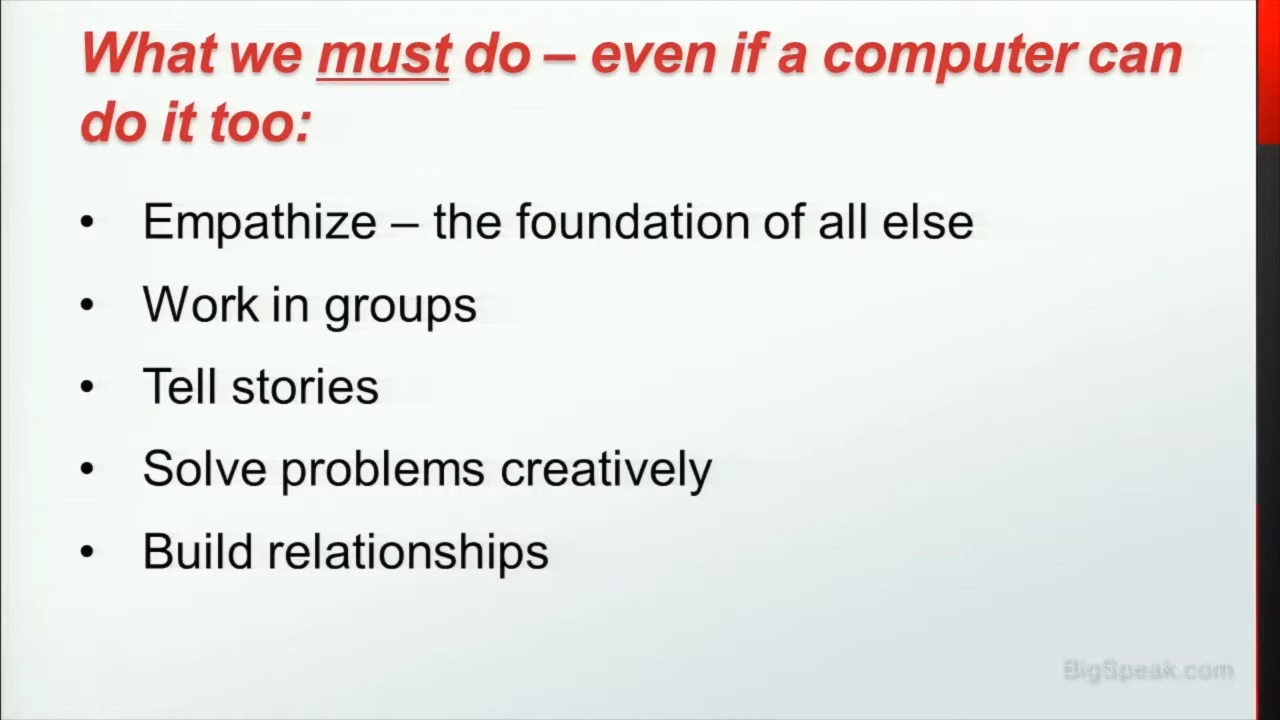 What we must do – even if a computer can
do it too:
• Empathize – the foundation of all else
• Work in groups
• Tell stories
• Solve problems creatively
• Build relationships
BigSpeak.com